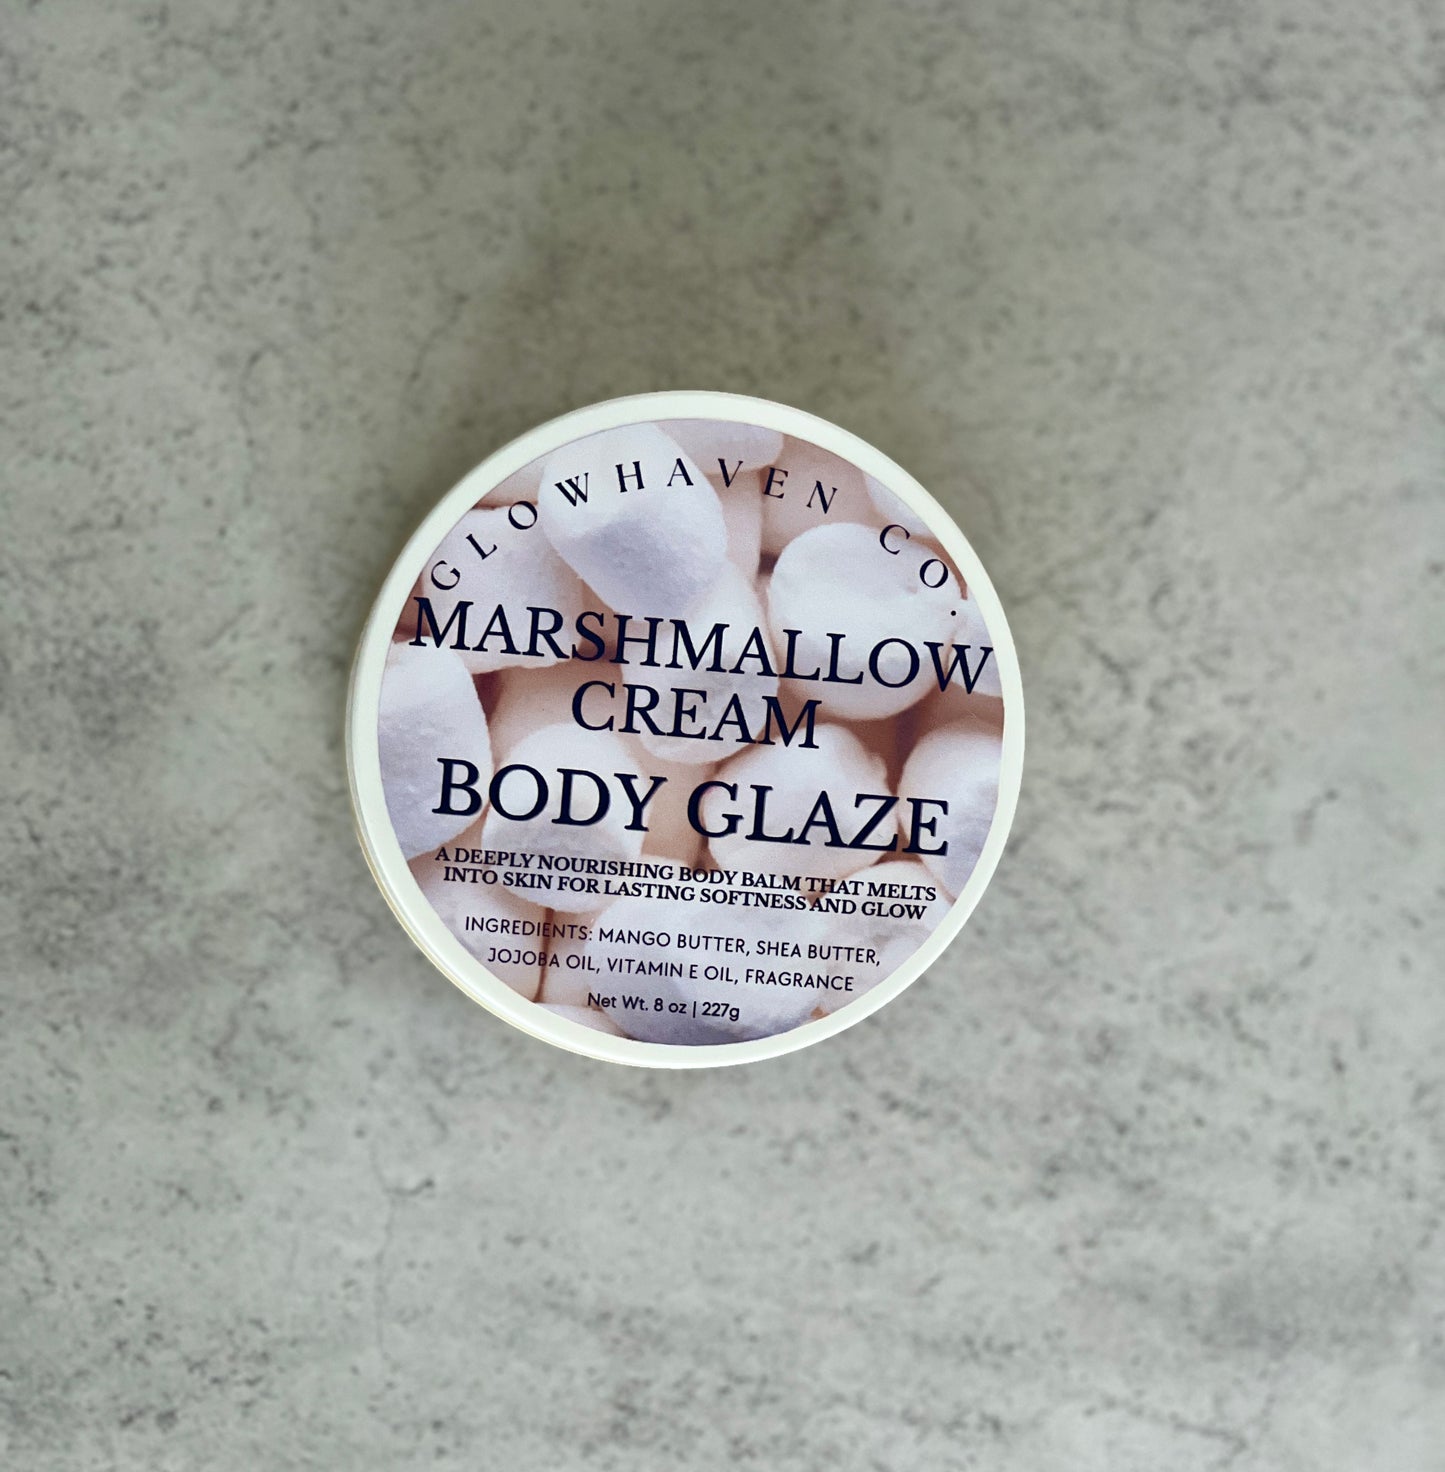 GLOWHAVEN CO.
MARSHMALLOW
CREAM
BODY GLAZE
A DEEPLY NOURISHING BODY BALM THAT MELTS
INTO SKIN FOR LASTING SOFTNESS AND GLOW
INGREDIENTS: MANGO BUTTER, SHEA BUTTER,
JOJOBA OIL, VITAMIN E OIL, FRAGRANCE
Net Wt. 8 oz | 227g